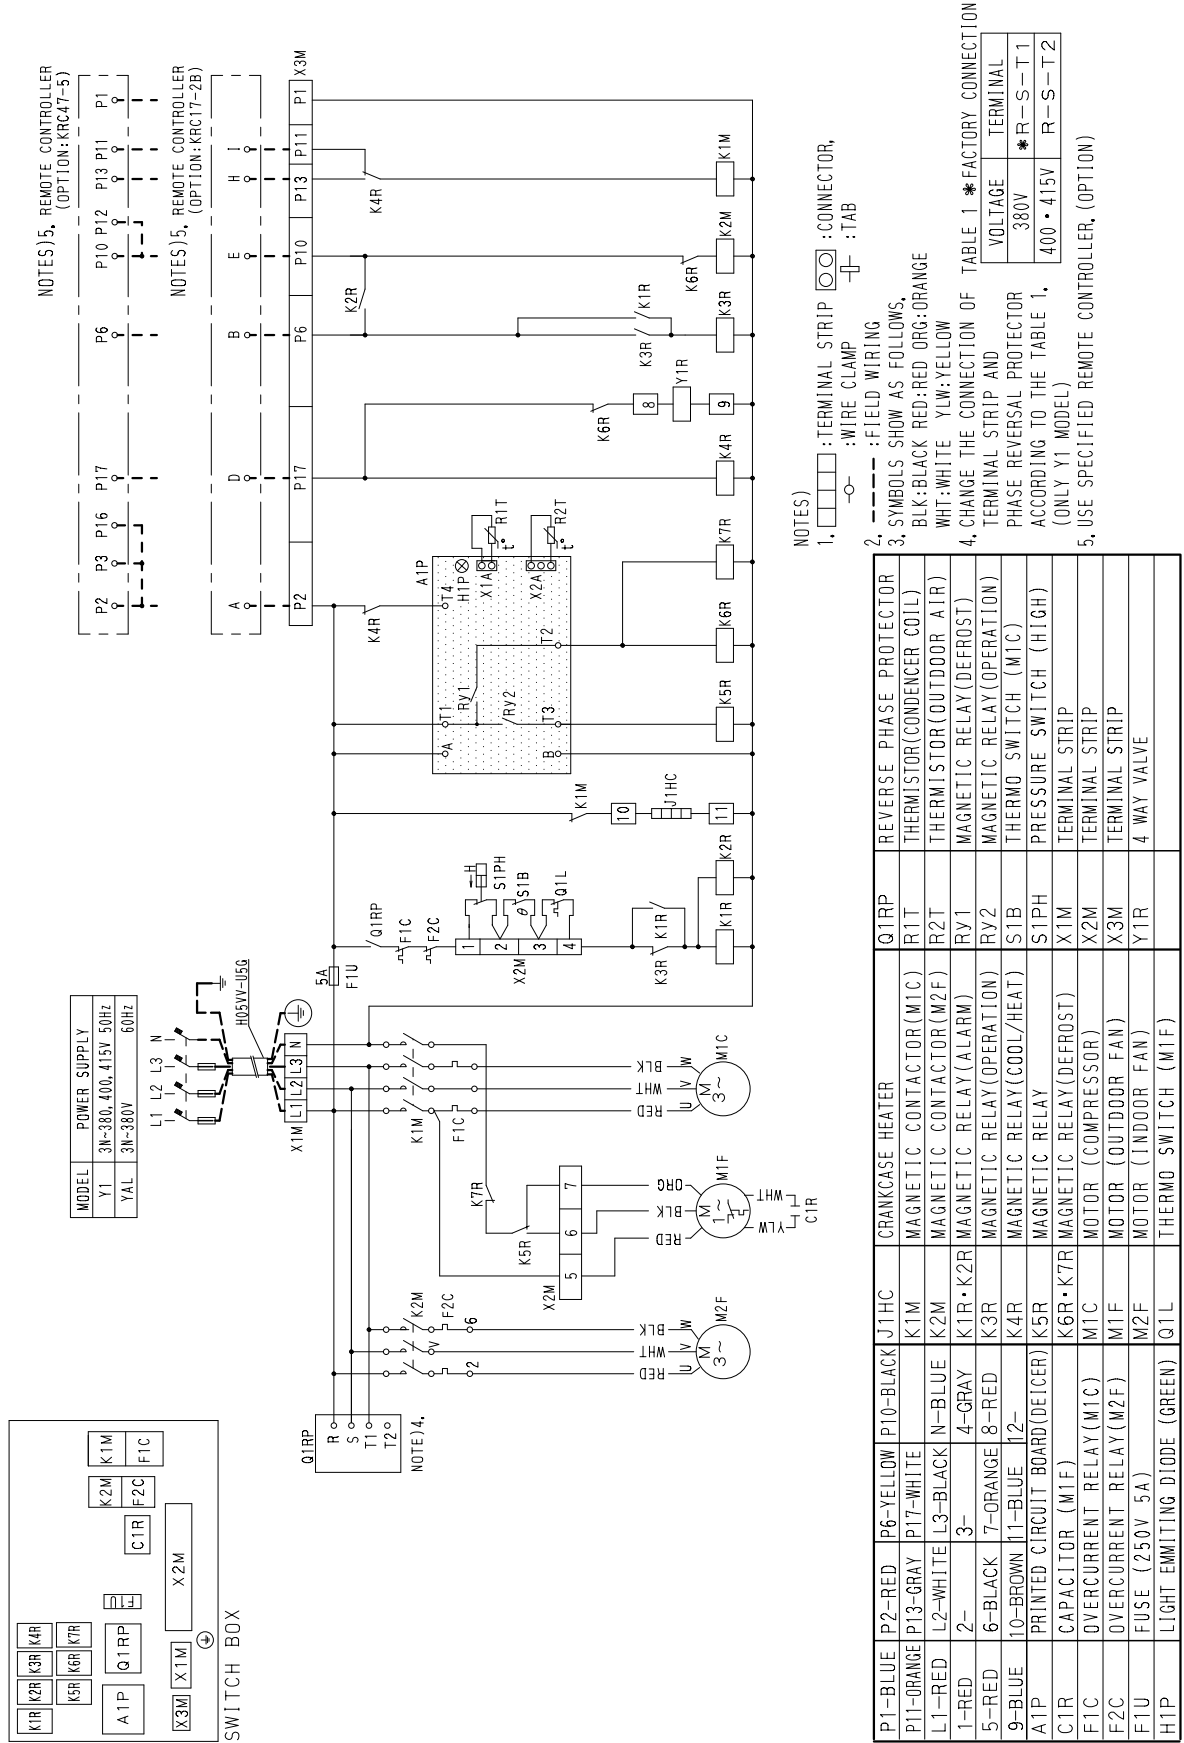 NOTES)5. REMOTE CONTROLLER
(OPTION:KRC47-5)
P2 P3 P16 P17 P6 P10 P12 P13 P11 P1
NOTES)5. REMOTE CONTROLLER
(OPTION:KRC17-2B)
A D B E H I
P2 P17 P6 P10 P13 P11 P1 X3M
MODEL POWER SUPPLY
Y1 3N~380,400,415V 50Hz
YAL 3N~380V 60Hz
L1 L2 L3 N
H05VV-U5G
X1M L1 L2 L3 N
5A
F1U
K4R
K2R
K4R
Q1RP
F1C
F2C
X2M 1 2 3 4
H
S1PH
S1B
θ
Q1L
K3R K1R
K1R K2R
K1M
10
J1HC
11
A1P
H1P
X1A
X2A
R1T
t°
R2T
t°
A T1 T4
Ry1
Ry2
B T3 T2
K5R K6R K7R K4R
K6R
8
Y1R
9
K3R K1R
K3R
K6R
K2M
K1M
Q1RP
R
S
T1
T2
NOTE)4.
K2M
V
F2C
2 6
RED WHT BLK
U V W
M
3~
M2F
K7R
K5R
X2M 5 6 7
RED BLK ORG
M
1~
M1F
YLW WHT
C1R
K1M
F1C
RED WHT BLK
U V W
M
3~
M1C
K1R K2R K3R K4R
K5R K6R K7R
A1P Q1RP F1U
C1R
K2M K1M
F2C F1C
X3M X1M X2M
SWITCH BOX
NOTES)
1. :TERMINAL STRIP :CONNECTOR,
:WIRE CLAMP :TAB
2. :FIELD WIRING
3. SYMBOLS SHOW AS FOLLOWS.
BLK:BLACK RED:RED ORG:ORANGE
WHT:WHITE YLW:YELLOW
4. CHANGE THE CONNECTION OF
TERMINAL STRIP AND
PHASE REVERSAL PROTECTOR
ACCORDING TO THE TABLE 1.
(ONLY Y1 MODEL)
5. USE SPECIFIED REMOTE CONTROLLER.(OPTION)
TABLE 1 ✱FACTORY CONNECTION
VOLTAGE TERMINAL
380V ✱R-S-T1
400・415V R-S-T2
P1-BLUE P2-RED P6-YELLOW P10-BLACK
P11-ORANGE P13-GRAY P17-WHITE
L1-RED L2-WHITE L3-BLACK N-BLUE
1-RED 2- 3- 4-GRAY
5-RED 6-BLACK 7-ORANGE 8-RED
9-BLUE 10-BROWN 11-BLUE 12-
A1P PRINTED CIRCUIT BOARD(DEICER)
C1R CAPACITOR (M1F)
F1C OVERCURRENT RELAY(M1C)
F2C OVERCURRENT RELAY(M2F)
F1U FUSE (250V 5A)
H1P LIGHT EMMITING DIODE (GREEN)
J1HC CRANKCASE HEATER
K1M MAGNETIC CONTACTOR(M1C)
K2M MAGNETIC CONTACTOR(M2F)
K1R・K2R MAGNETIC RELAY(ALARM)
K3R MAGNETIC RELAY(OPERATION)
K4R MAGNETIC RELAY(COOL/HEAT)
K5R MAGNETIC RELAY
K6R・K7R MAGNETIC RELAY(DEFROST)
M1C MOTOR (COMPRESSOR)
M1F MOTOR (OUTDOOR FAN)
M2F MOTOR (INDOOR FAN)
Q1L THERMO SWITCH (M1F)
Q1RP REVERSE PHASE PROTECTOR
R1T THERMISTOR(CONDENCER COIL)
R2T THERMISTOR(OUTDOOR AIR)
Ry1 MAGNETIC RELAY(DEFROST)
Ry2 MAGNETIC RELAY(OPERATION)
S1B THERMO SWITCH (M1C)
S1PH PRESSURE SWITCH (HIGH)
X1M TERMINAL STRIP
X2M TERMINAL STRIP
X3M TERMINAL STRIP
Y1R 4 WAY VALVE